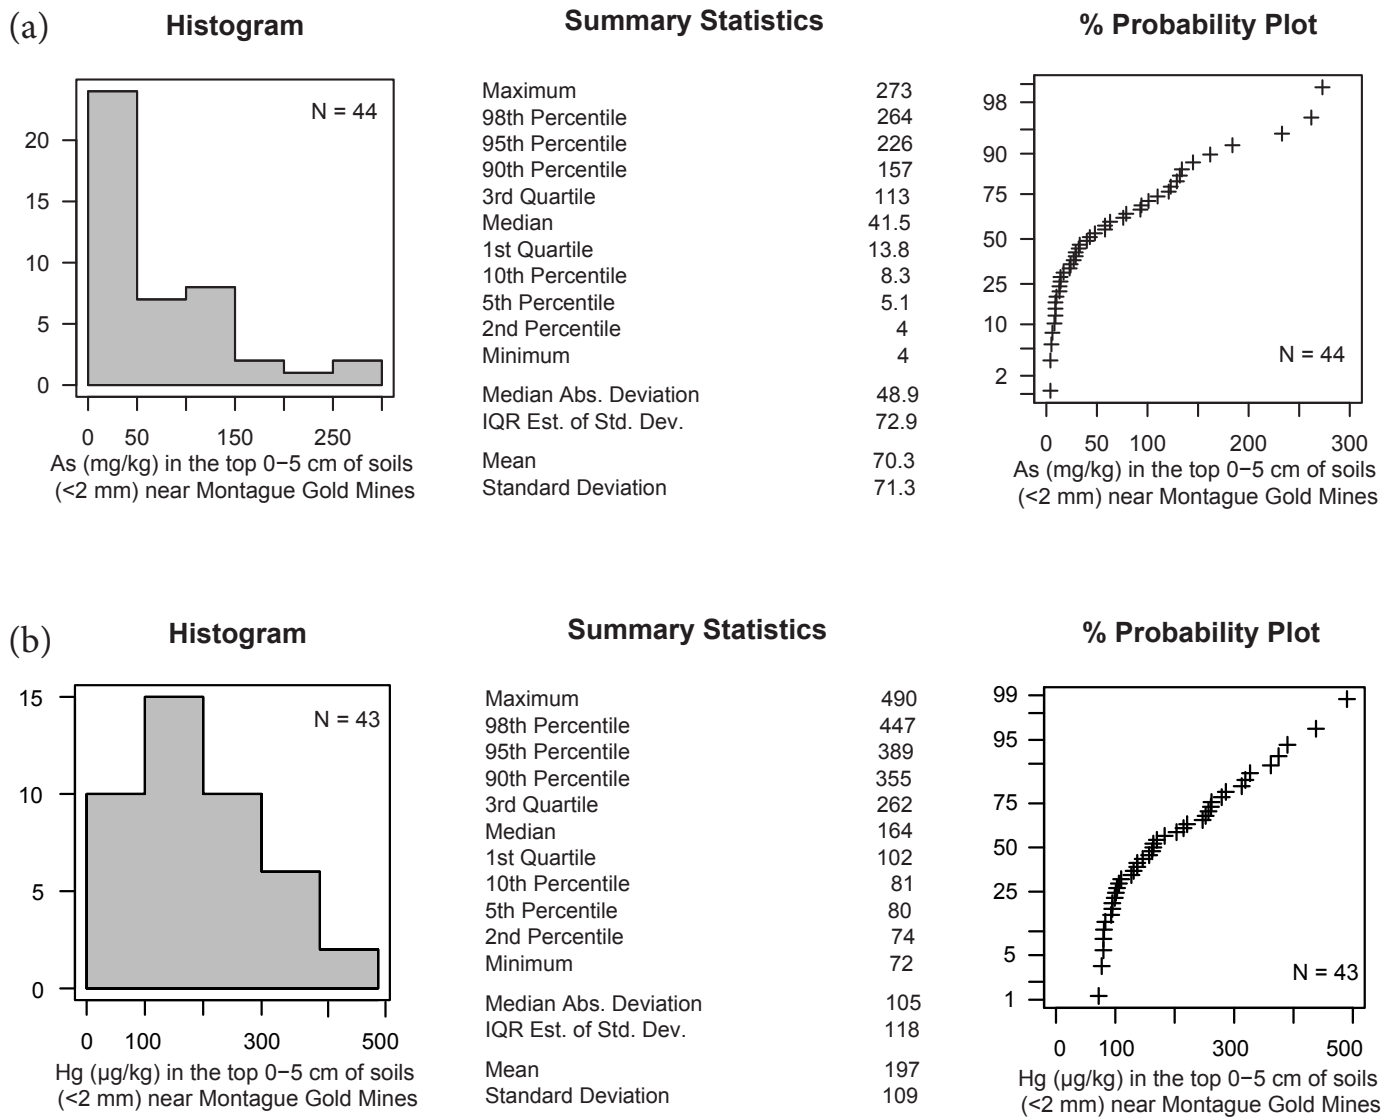 (a)
Histogram
Summary Statistics
% Probability Plot
N = 44
20
15
10
5
0
0 50 150 250
As (mg/kg) in the top 0−5 cm of soils
(<2 mm) near Montague Gold Mines
Maximum 273
98th Percentile 264
95th Percentile 226
90th Percentile 157
3rd Quartile 113
Median 41.5
1st Quartile 13.8
10th Percentile 8.3
5th Percentile 5.1
2nd Percentile 4
Minimum 4
Median Abs. Deviation 48.9
IQR Est. of Std. Dev. 72.9
Mean 70.3
Standard Deviation 71.3
98
90
75
50
25
10
2
N = 44
0 50 100 200 300
As (mg/kg) in the top 0−5 cm of soils
(<2 mm) near Montague Gold Mines
(b)
Histogram
Summary Statistics
% Probability Plot
N = 43
15
10
5
0
0 100 300 500
Hg (µg/kg) in the top 0−5 cm of soils
(<2 mm) near Montague Gold Mines
Maximum 490
98th Percentile 447
95th Percentile 389
90th Percentile 355
3rd Quartile 262
Median 164
1st Quartile 102
10th Percentile 81
5th Percentile 80
2nd Percentile 74
Minimum 72
Median Abs. Deviation 105
IQR Est. of Std. Dev. 118
Mean 197
Standard Deviation 109
99
95
75
50
25
5
1
N = 43
0 100 300 500
Hg (µg/kg) in the top 0−5 cm of soils
(<2 mm) near Montague Gold Mines